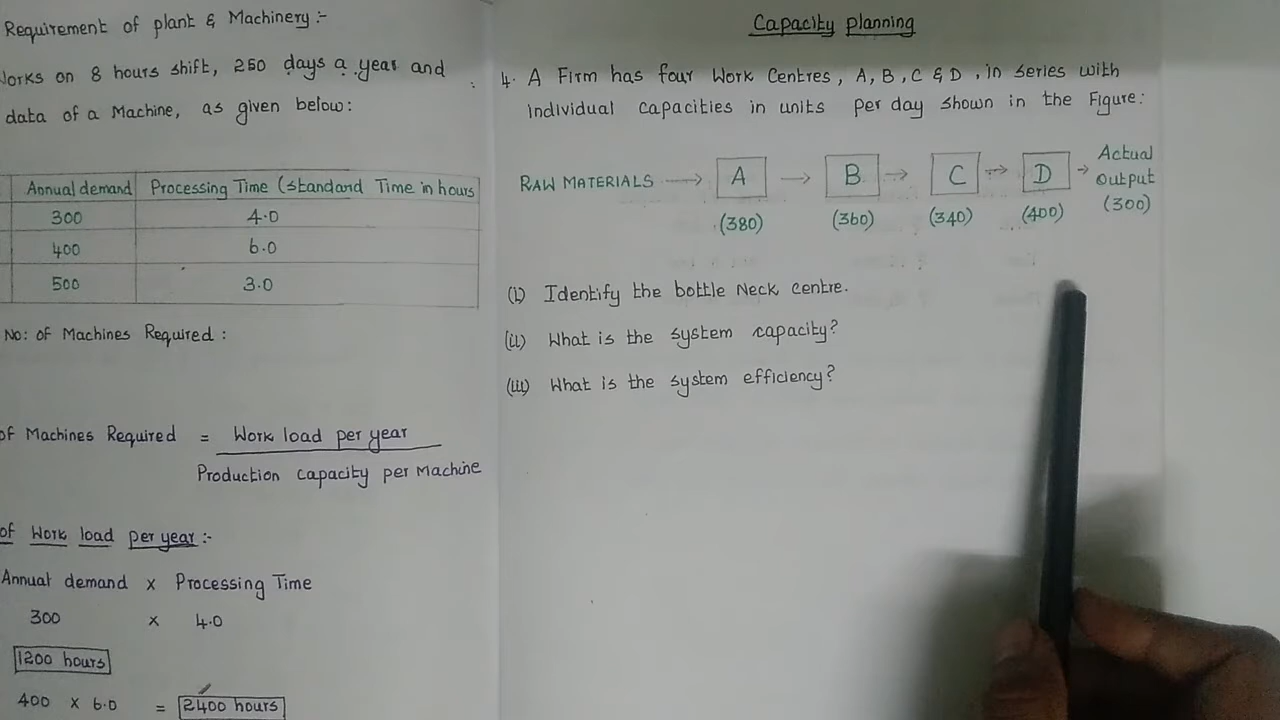 Requirement of plant & Machinery :-
Works on 8 hours shift, 250 days a year and
data of a Machine, as given below:
Annual demand Processing Time (standand Time in hours
300 4.0
400 6.0
500 3.0
No: of Machines Required :
of Machines Required = Work load per year
Production capacity per Machine
of Work load per year :-
Annual demand x Processing Time
300 x 4.0
1200 hours
400 x 6.0 = 2400 hours
Capacity planning
4. A Firm has four Work Centres, A, B, C & D, in series with
individual capacities in units per day shown in the Figure:
RAW MATERIALS → A → B → C → D → Actual output (300)
(380) (360) (340) (400)
(i) Identify the bottle Neck centre.
(ii) What is the system capacity?
(iii) What is the system efficiency?